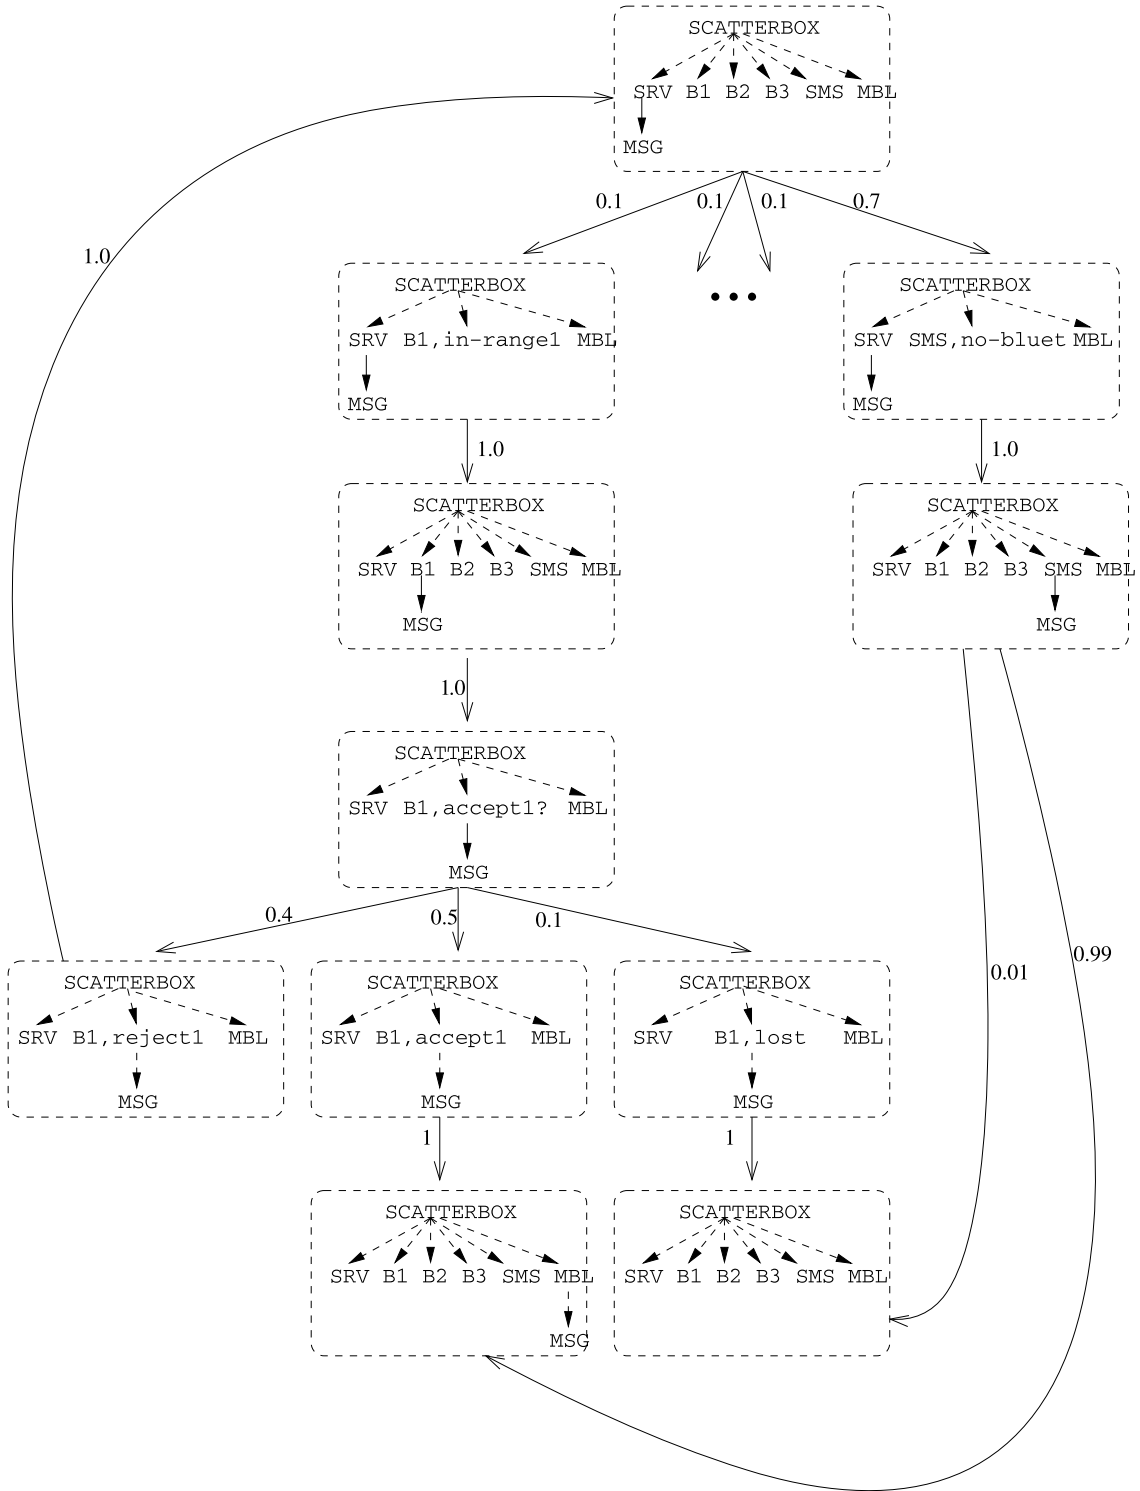 SCATTERBOX
SRV B1 B2 B3 SMS MBL
MSG
0.1 0.1 0.1 0.7
1.0
SCATTERBOX
SRV B1,in-range1 MBL
MSG
SCATTERBOX
SRV SMS,no-bluet MBL
MSG
1.0
1.0
SCATTERBOX
SRV B1 B2 B3 SMS MBL
MSG
SCATTERBOX
SRV B1 B2 B3 SMS MBL
MSG
1.0
SCATTERBOX
SRV B1,accept1? MBL
MSG
0.4 0.5 0.1
0.01
0.99
SCATTERBOX
SRV B1,reject1 MBL
MSG
SCATTERBOX
SRV B1,accept1 MBL
MSG
SCATTERBOX
SRV B1,lost MBL
MSG
1
1
SCATTERBOX
SRV B1 B2 B3 SMS MBL
MSG
SCATTERBOX
SRV B1 B2 B3 SMS MBL